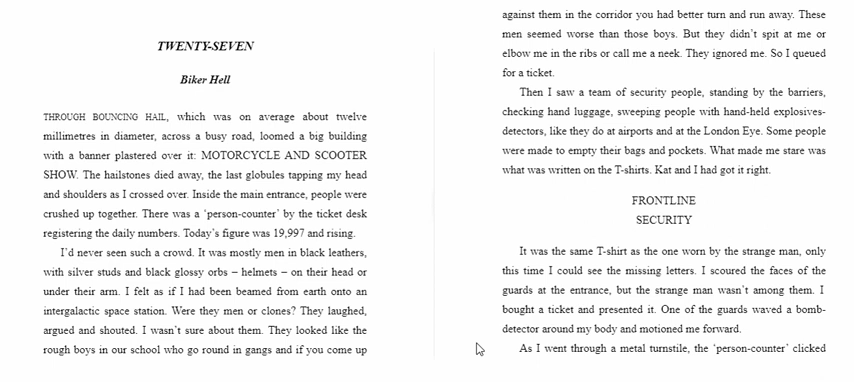 TWENTY-SEVEN
Biker Hell
THROUGH BOUNCING HAIL, which was on average about twelve
millimetres in diameter, across a busy road, loomed a big building
with a banner plastered over it: MOTORCYCLE AND SCOOTER
SHOW. The hailstones died away, the last globules tapping my head
and shoulders as I crossed over. Inside the main entrance, people were
crushed up together. There was a ‘person-counter’ by the ticket desk
registering the daily numbers. Today’s figure was 19,997 and rising.
I’d never seen such a crowd. It was mostly men in black leathers,
with silver studs and black glossy orbs – helmets – on their head or
under their arm. I felt as if I had been beamed from earth onto an
intergalactic space station. Were they men or clones? They laughed,
argued and shouted. I wasn’t sure about them. They looked like the
rough boys in our school who go round in gangs and if you come up
against them in the corridor you had better turn and run away. These
men seemed worse than those boys. But they didn’t spit at me or
elbow me in the ribs or call me a neek. They ignored me. So I queued
for a ticket.
Then I saw a team of security people, standing by the barriers,
checking hand luggage, sweeping people with hand-held explosives-
detectors, like they do at airports and at the London Eye. Some people
were made to empty their bags and pockets. What made me stare was
what was written on the T-shirts. Kat and I had got it right.
FRONTLINE
SECURITY
It was the same T-shirt as the one worn by the strange man, only
this time I could see the missing letters. I scoured the faces of the
guards at the entrance, but the strange man wasn’t among them. I
bought a ticket and presented it. One of the guards waved a bomb-
detector around my body and motioned me forward.
As I went through a metal turnstile, the ‘person-counter’ clicked